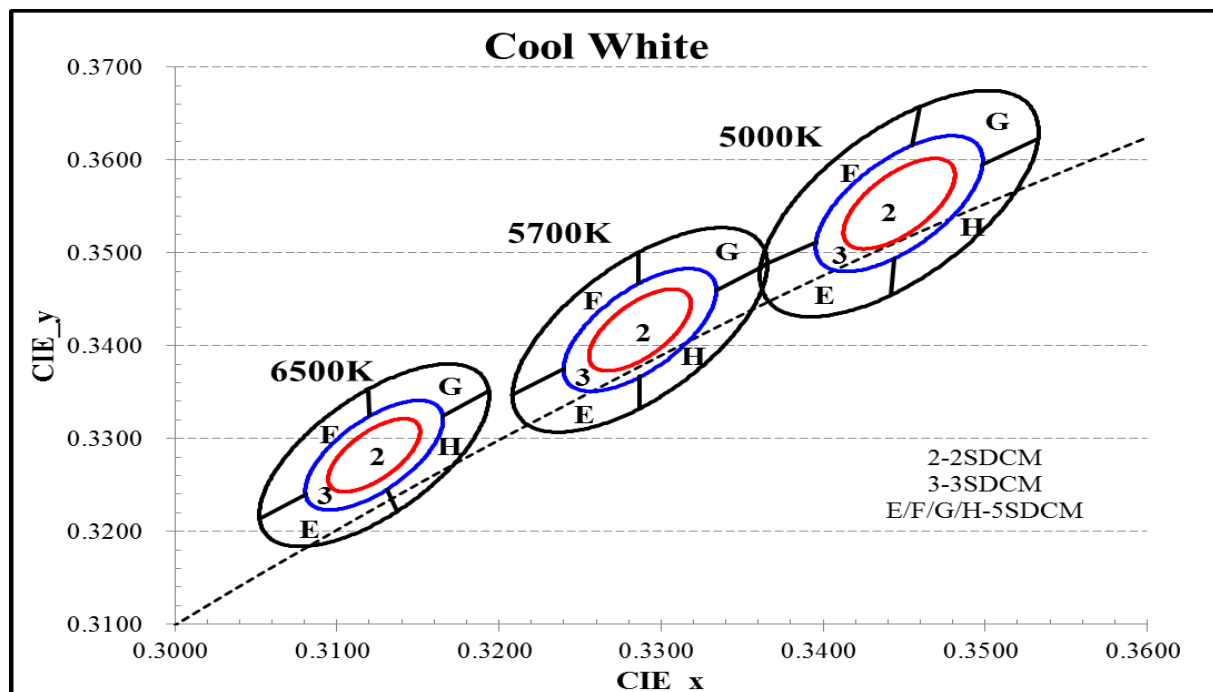 Cool White
0.3700
0.3600
0.3500
0.3400
0.3300
0.3200
0.3100
CIE_y
5000K
G
F
2
H
3
E
5700K
G
F
2
H
3
E
6500K
G
F
2
H
3
E
2-2SDCM
3-3SDCM
E/F/G/H-5SDCM
0.3000 0.3100 0.3200 0.3300 0.3400 0.3500 0.3600
CIE_x